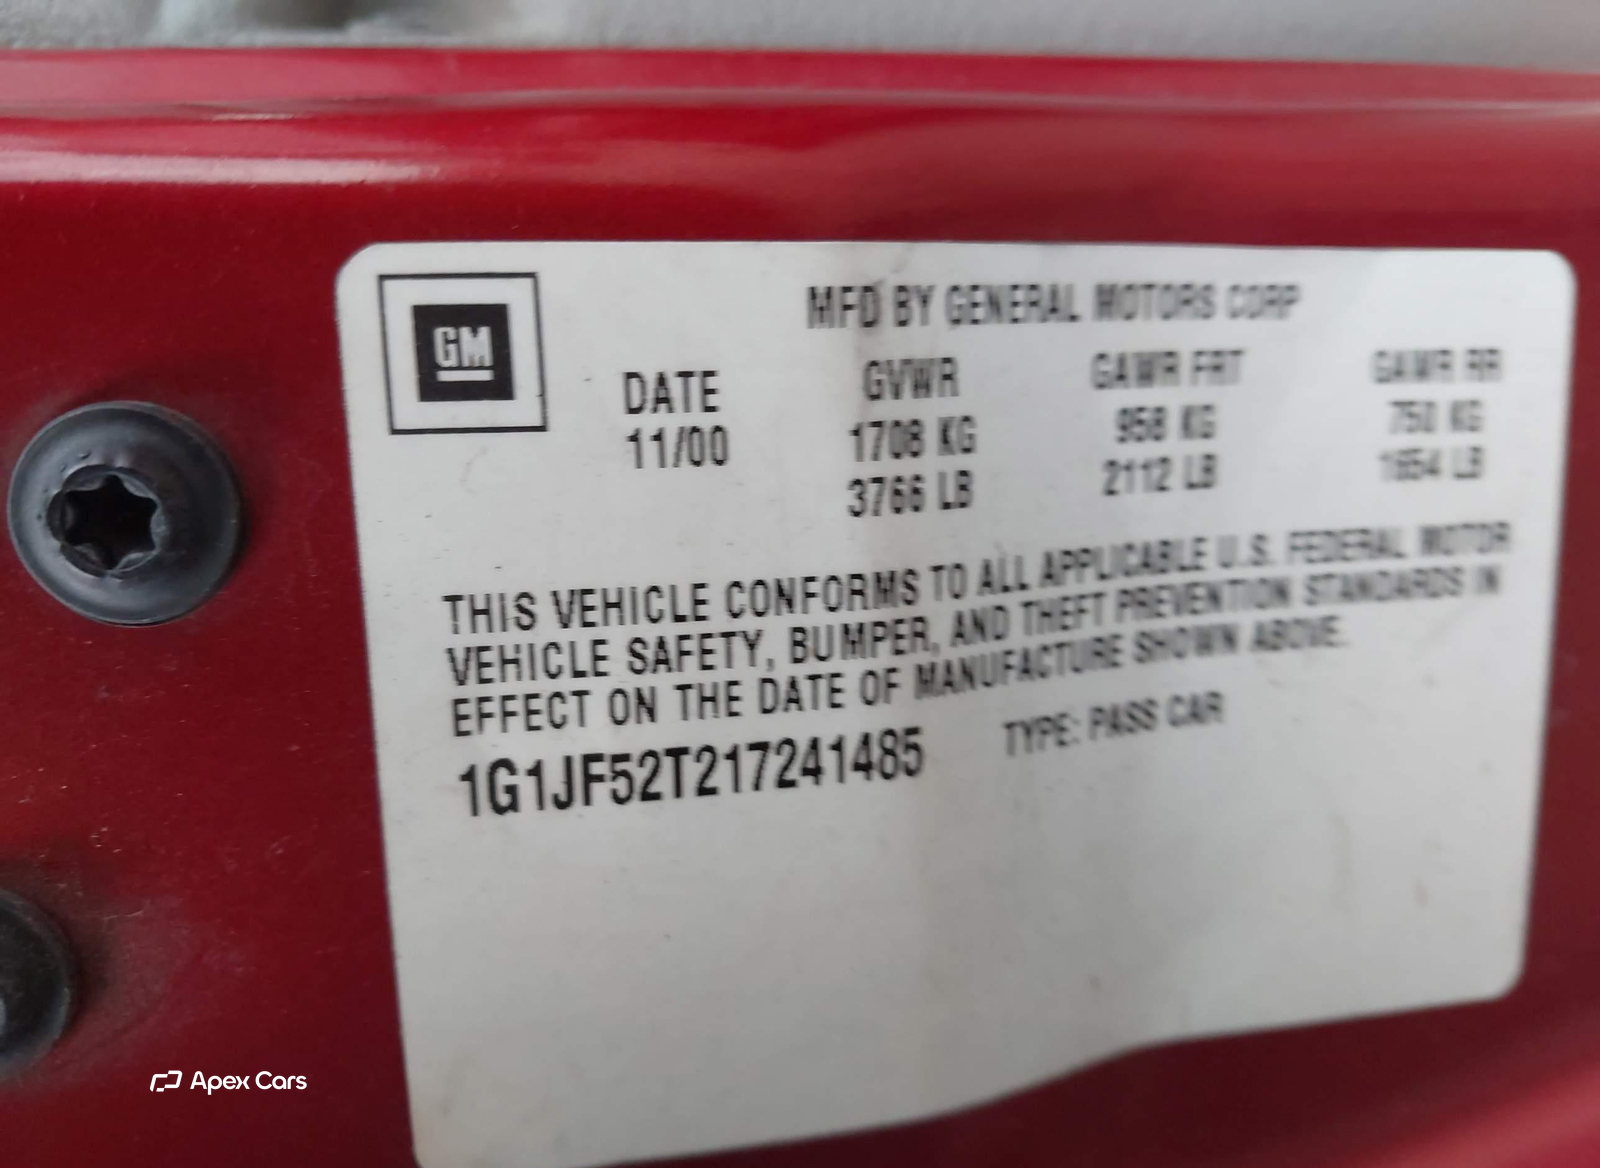 GM
MFD BY GENERAL MOTORS CORP
DATE GVWR GAWR FRT GAWR RR
11/00 1708 KG 958 KG 750 KG
3766 LB 2112 LB 1654 LB
THIS VEHICLE CONFORMS TO ALL APPLICABLE U.S. FEDERAL MOTOR
VEHICLE SAFETY, BUMPER, AND THEFT PREVENTION STANDARDS IN
EFFECT ON THE DATE OF MANUFACTURE SHOWN ABOVE.
1G1JF52T217241485 TYPE: PASS CAR
Apex Cars